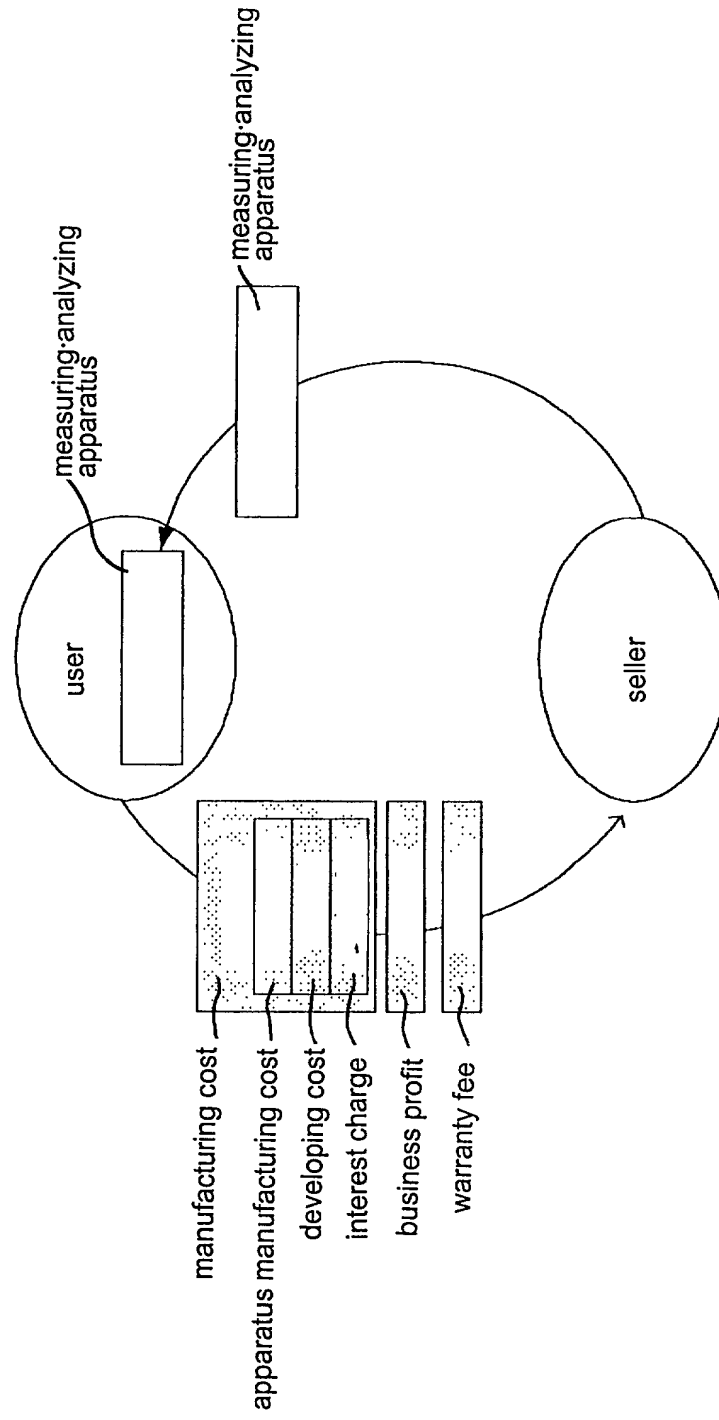 measuring·analyzing
apparatus
measuring·analyzing
apparatus
user
seller
manufacturing cost
apparatus manufacturing cost
developing cost
interest charge
business profit
warranty fee